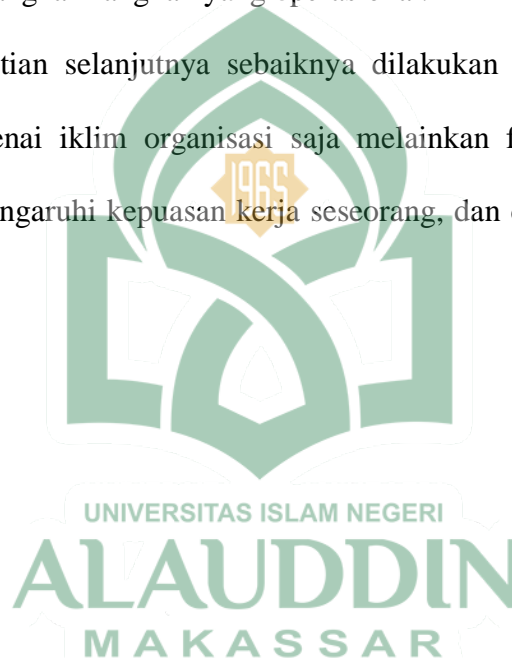 tian selanjutnya sebaiknya dilakukan
enai iklim organisasi saja melainkan
ngaruhi kepuasan kerja seseorang, dan
1965
UNIVERSITAS ISLAM NEGERI
ALAUDDIN
MAKASSAR